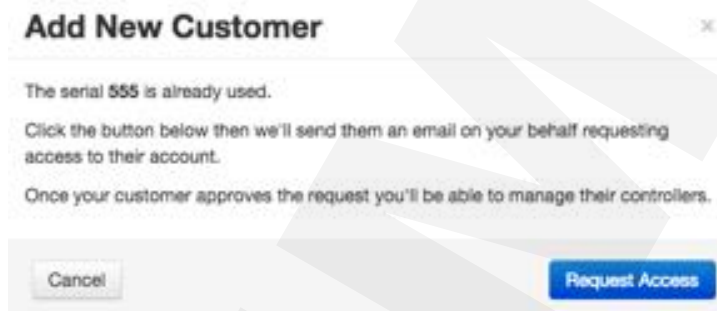 Add New Customer
The serial 555 is already used.
Click the button below then we'll send them an email on your behalf requesting
access to their account.
Once your customer approves the request you'll be able to manage their controllers.
Cancel
Request Access